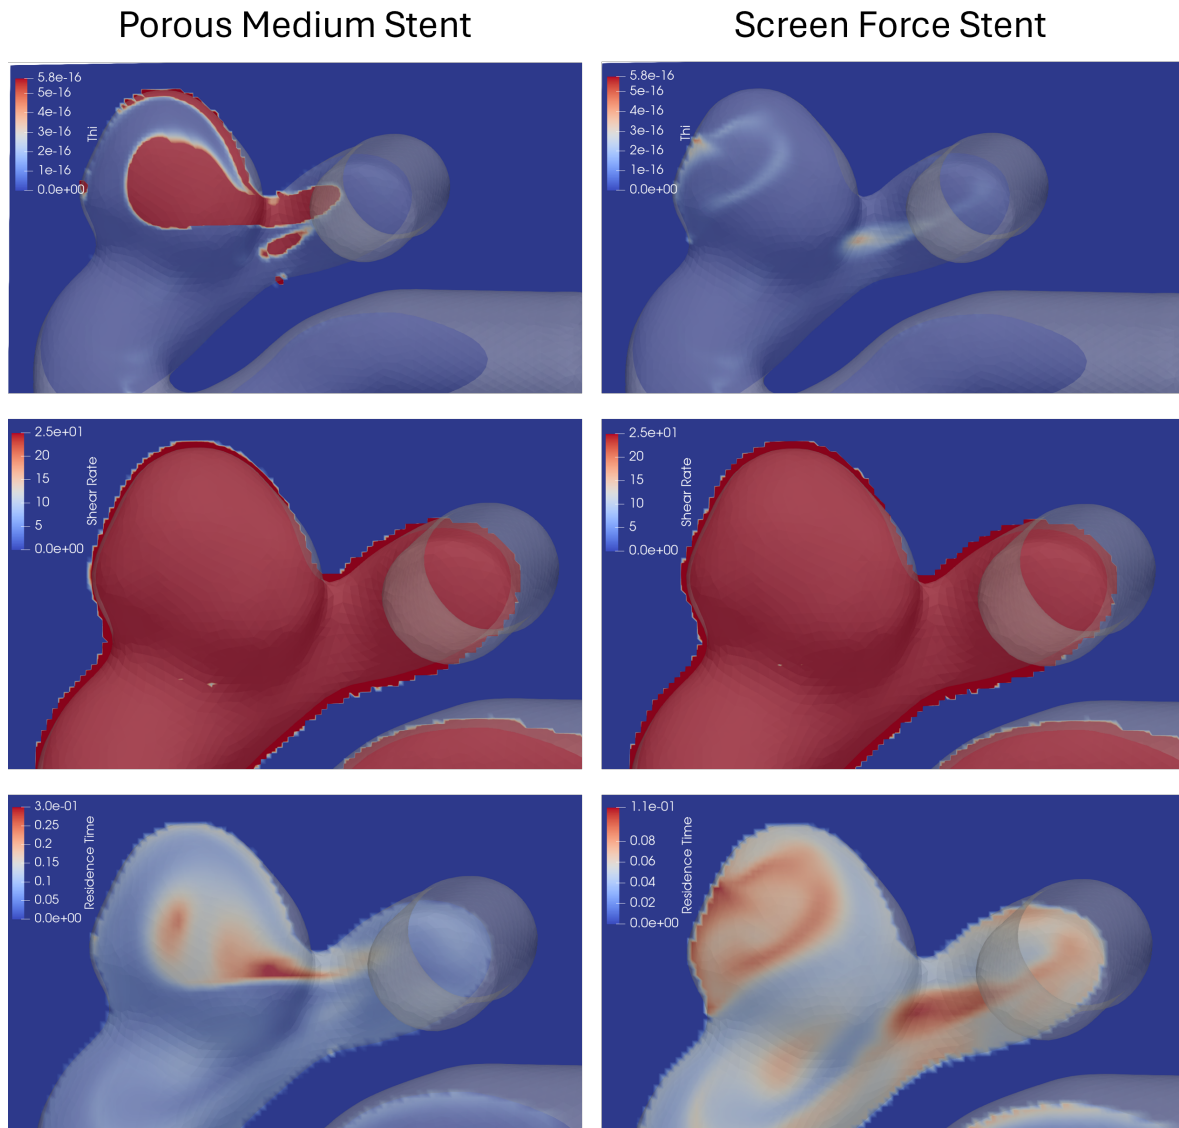 Porous Medium Stent
Screen Force Stent
5.8e-16
5e-16
4e-16
3e-16
2e-16
1e-16
0.0e+00
Thi
5.8e-16
5e-16
4e-16
3e-16
2e-16
1e-16
0.0e+00
Thi
2.5e+01
20
15
10
5
0.0e+00
Shear Rate
2.5e+01
20
15
10
5
0.0e+00
Shear Rate
3.0e-01
0.25
0.2
0.15
0.1
0.05
0.0e+00
Residence Time
1.1e-01
0.08
0.06
0.04
0.02
0.0e+00
Residence Time